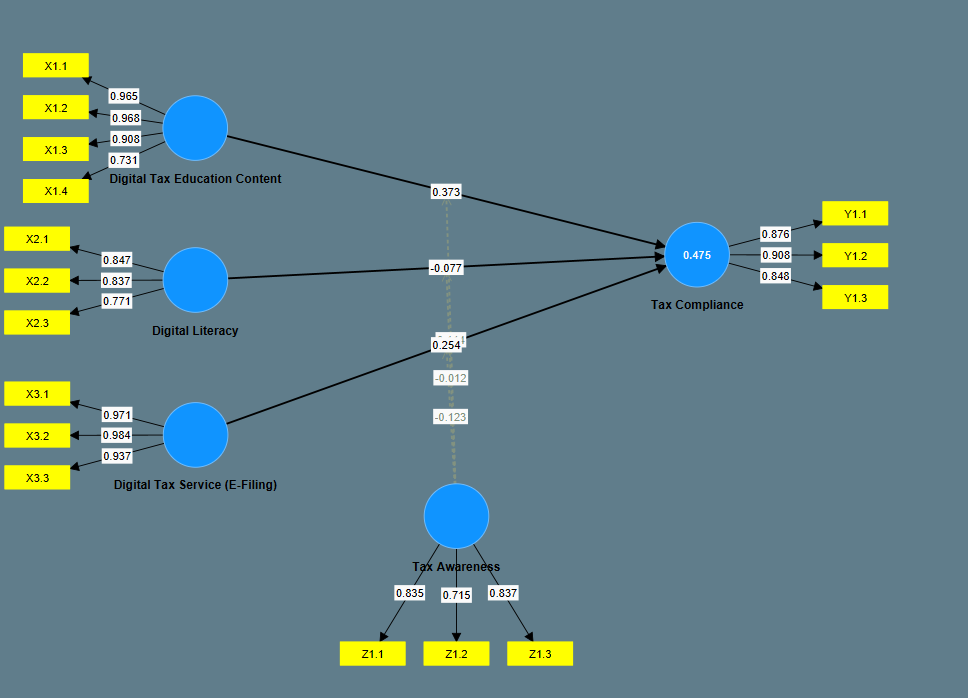 X1.1
X1.2
X1.3
X1.4
0.965
0.968
0.908
0.731
Digital Tax Education Content
X2.1
X2.2
X2.3
0.847
0.837
0.771
Digital Literacy
X3.1
X3.2
X3.3
0.971
0.984
0.937
Digital Tax Service (E-Filing)
0.373
-0.077
0.254
-0.012
-0.123
0.475
Tax Compliance
0.876
0.908
0.848
Y1.1
Y1.2
Y1.3
Tax Awareness
0.835
0.715
0.837
Z1.1
Z1.2
Z1.3